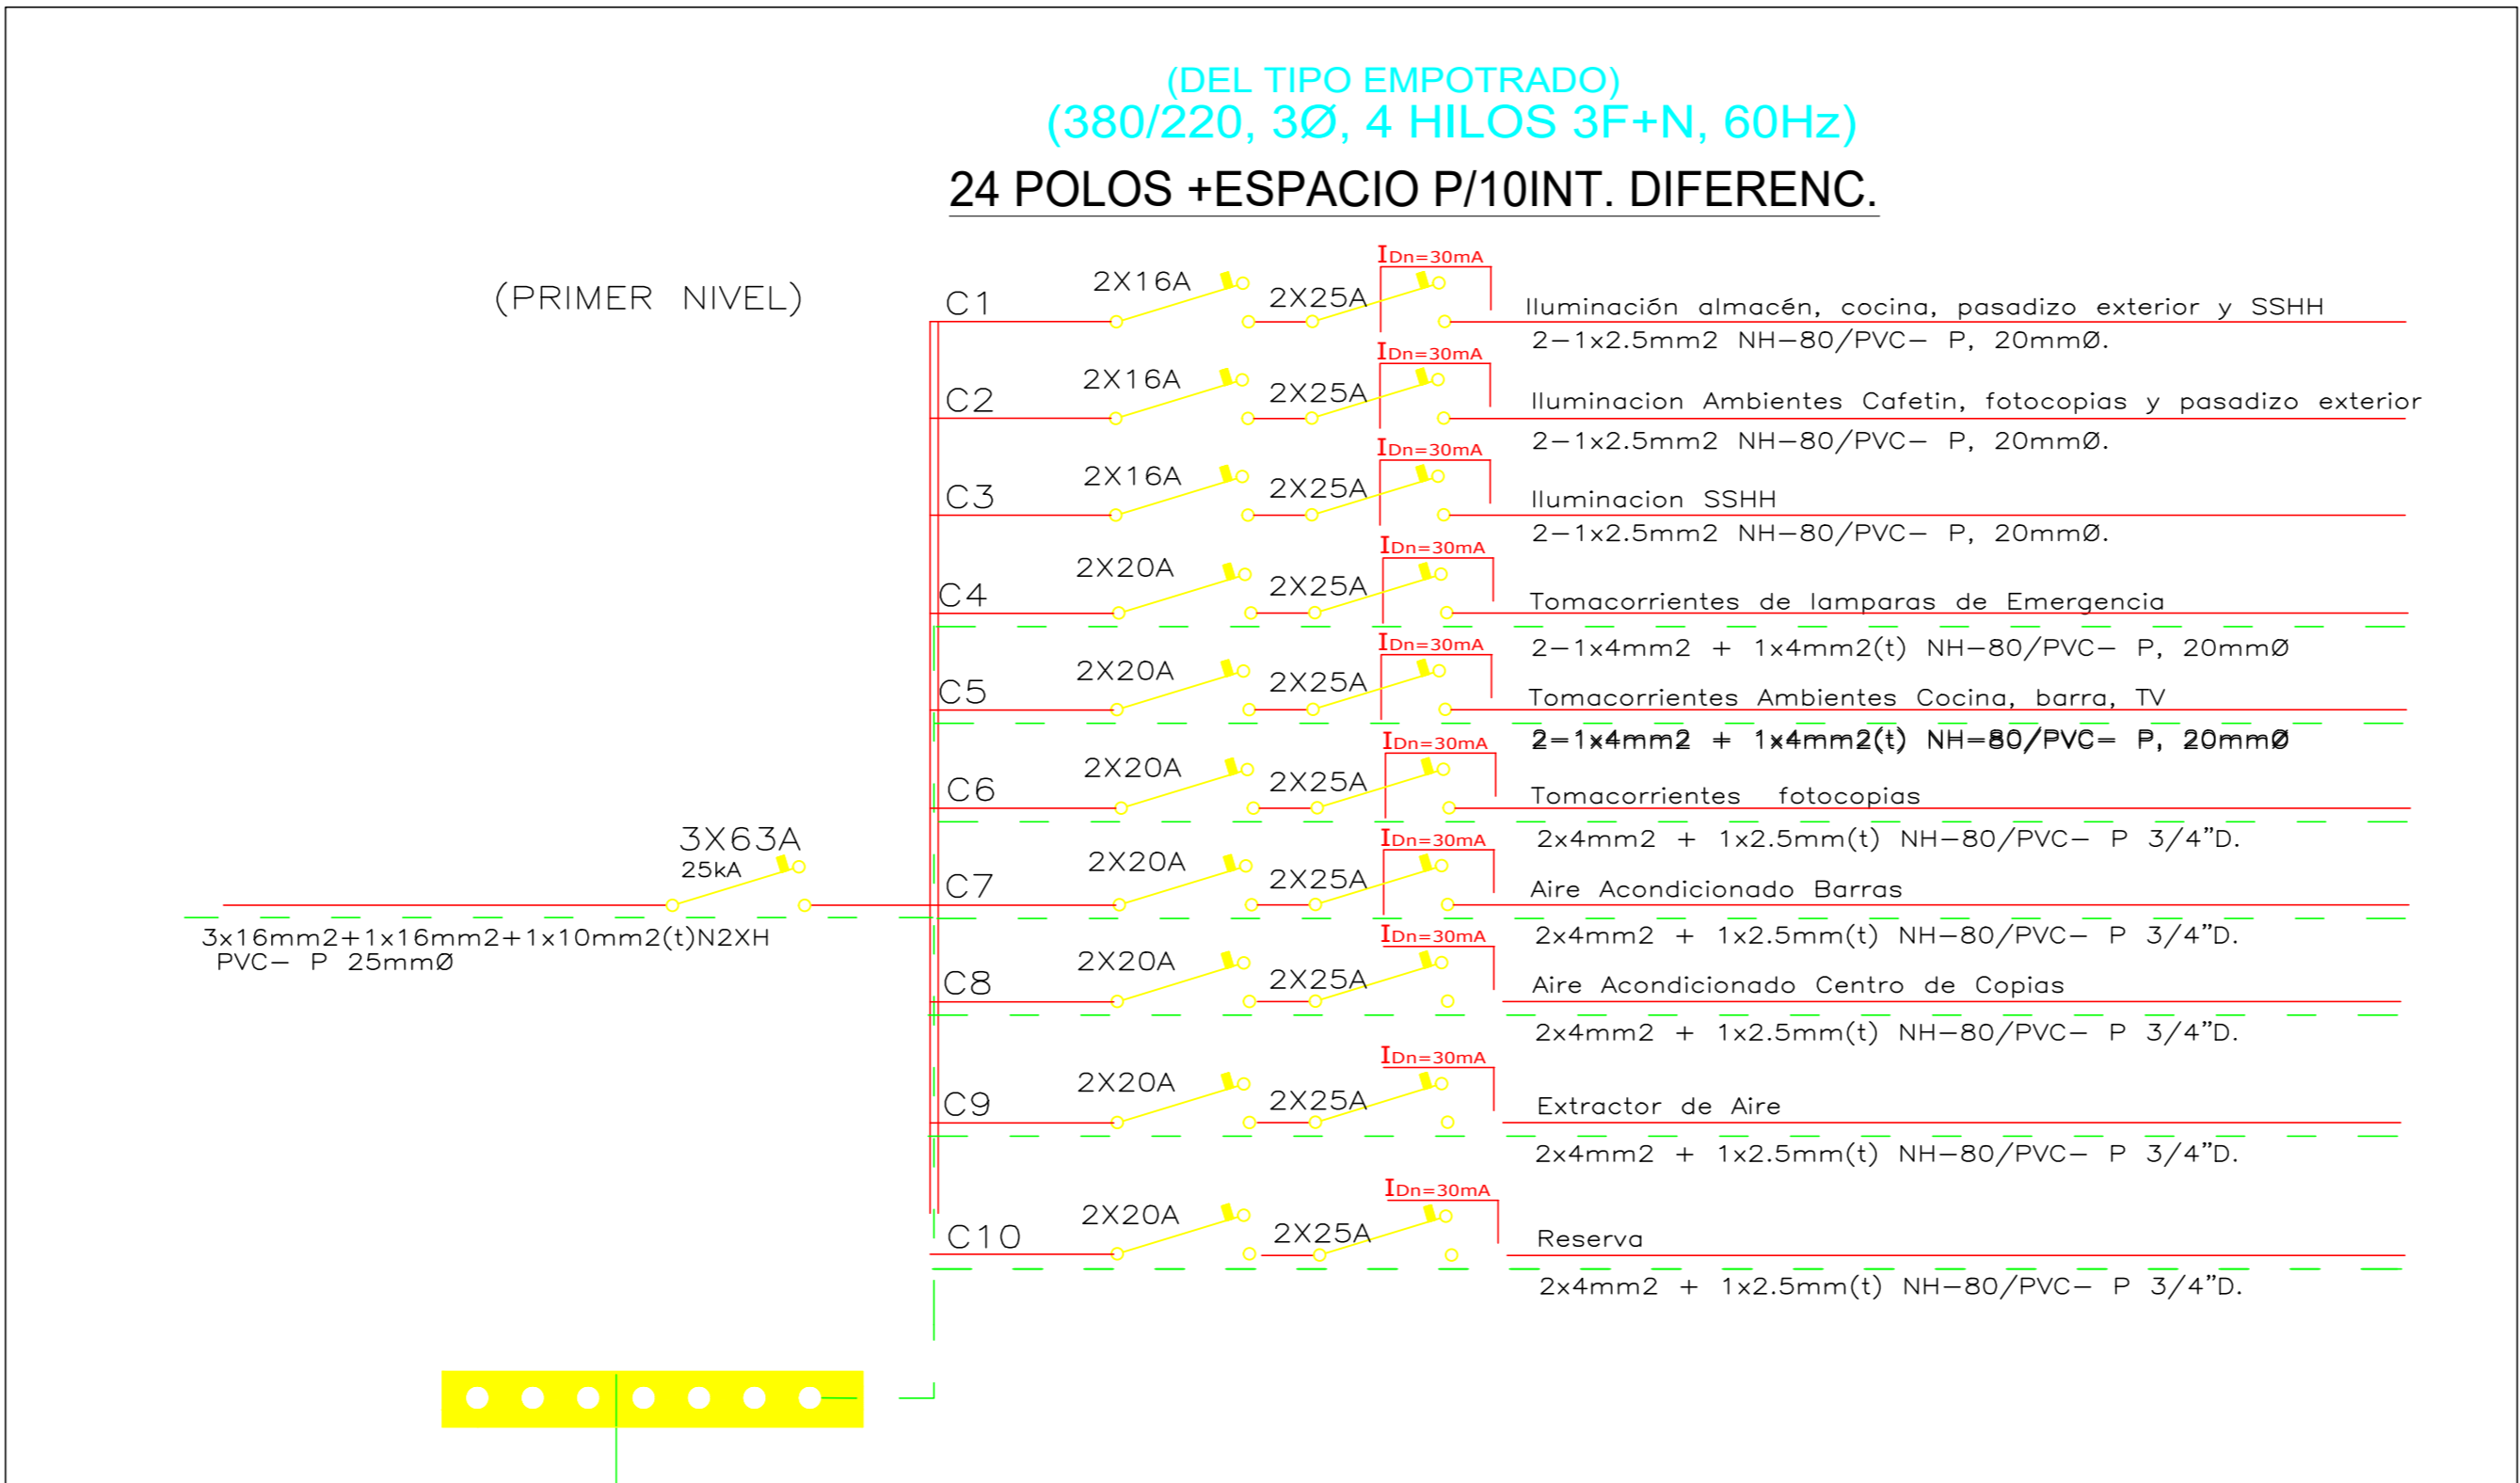 (DEL TIPO EMPOTRADO)
(380/220, 3Ø, 4 HILOS 3F+N, 60Hz)
24 POLOS +ESPACIO P/10INT. DIFERENC.
(PRIMER NIVEL)
C1 2X16A 2X25A IDn=30mA Iluminación almacén, cocina, pasadizo exterior y SSHH
2-1x2.5mm2 NH-80/PVC- P, 20mmØ.
C2 2X16A 2X25A IDn=30mA Iluminacion Ambientes Cafetin, fotocopias y pasadizo exterior
2-1x2.5mm2 NH-80/PVC- P, 20mmØ.
C3 2X16A 2X25A IDn=30mA Iluminacion SSHH
2-1x2.5mm2 NH-80/PVC- P, 20mmØ.
C4 2X20A 2X25A IDn=30mA Tomacorrientes de lamparas de Emergencia
2-1x4mm2 + 1x4mm2(t) NH-80/PVC- P, 20mmØ
C5 2X20A 2X25A IDn=30mA Tomacorrientes Ambientes Cocina, barra, TV
2-1x4mm2 + 1x4mm2(t) NH-80/PVC- P, 20mmØ
C6 2X20A 2X25A IDn=30mA Tomacorrientes fotocopias
2x4mm2 + 1x2.5mm(t) NH-80/PVC- P 3/4"D.
3X63A
25kA
3x16mm2+1x16mm2+1x10mm2(t)N2XH
PVC- P 25mmØ
C7 2X20A 2X25A IDn=30mA Aire Acondicionado Barras
2x4mm2 + 1x2.5mm(t) NH-80/PVC- P 3/4"D.
C8 2X20A 2X25A IDn=30mA Aire Acondicionado Centro de Copias
2x4mm2 + 1x2.5mm(t) NH-80/PVC- P 3/4"D.
C9 2X20A 2X25A IDn=30mA Extractor de Aire
2x4mm2 + 1x2.5mm(t) NH-80/PVC- P 3/4"D.
C10 2X20A 2X25A IDn=30mA Reserva
2x4mm2 + 1x2.5mm(t) NH-80/PVC- P 3/4"D.